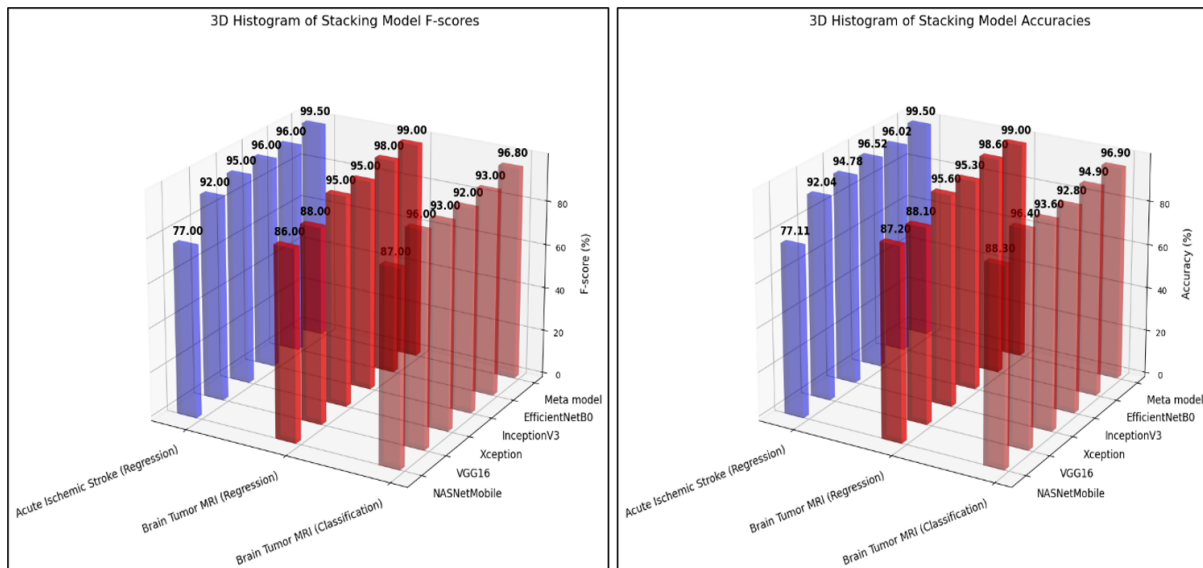 3D Histogram of Stacking Model F-scores
99.50
96.00
96.00
95.00
92.00
77.00
99.00
98.00
95.00
95.00
88.00
86.00
96.80
93.00
92.00
93.00
96.00
87.00
80
60
40
20
0
F-score (%)
Meta model
EfficientNetB0
InceptionV3
Xception
VGG16
NASNetMobile
Acute Ischemic Stroke (Regression)
Brain Tumor MRI (Regression)
Brain Tumor MRI (Classification)
3D Histogram of Stacking Model Accuracies
99.50
96.02
96.52
94.78
92.04
77.11
99.00
98.60
95.30
95.60
88.10
87.20
96.90
94.90
92.80
93.60
96.40
88.30
80
60
40
20
0
Accuracy (%)
Meta model
EfficientNetB0
InceptionV3
Xception
VGG16
NASNetMobile
Acute Ischemic Stroke (Regression)
Brain Tumor MRI (Regression)
Brain Tumor MRI (Classification)